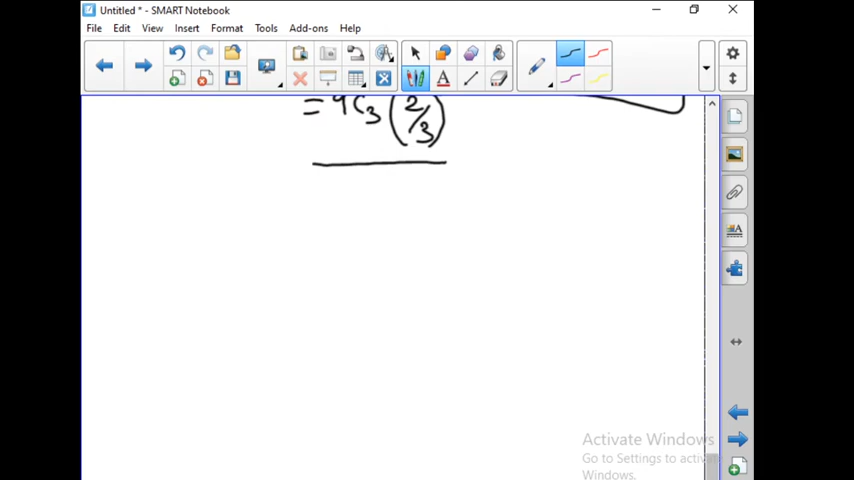 Untitled * - SMART Notebook
File Edit View Insert Format Tools Add-ons Help
= 9C3 (2/3)
Activate Windows
Go to Settings to activ
Windows.